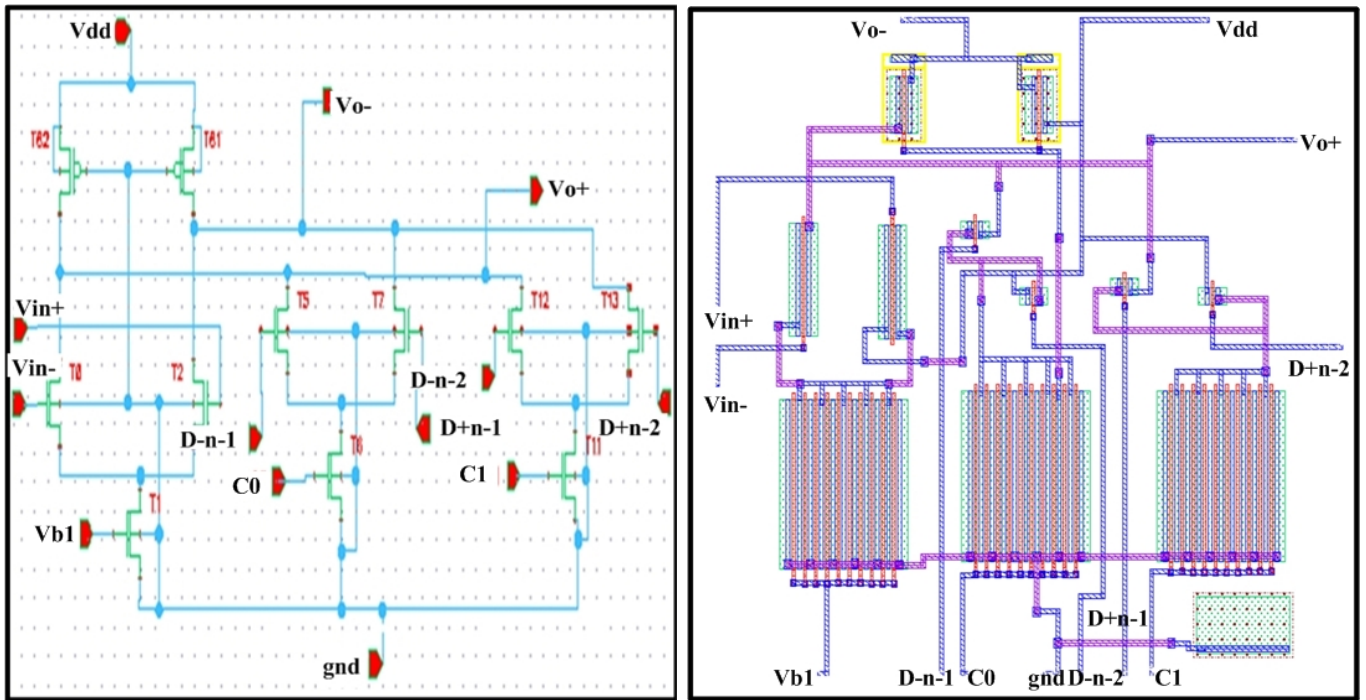 Vdd
Vo-
T62
T61
Vo+
Vin+
T5
T7
T12
T13
Vin-
T0
T2
D-n-2
D-n-1
D+n-1
D+n-2
T6
T11
C0
C1
T1
Vb1
gnd
Vo-
Vdd
Vo+
Vin+
Vin-
D+n-2
D+n-1
Vb1
D-n-1
C0
gnd
D-n-2
C1